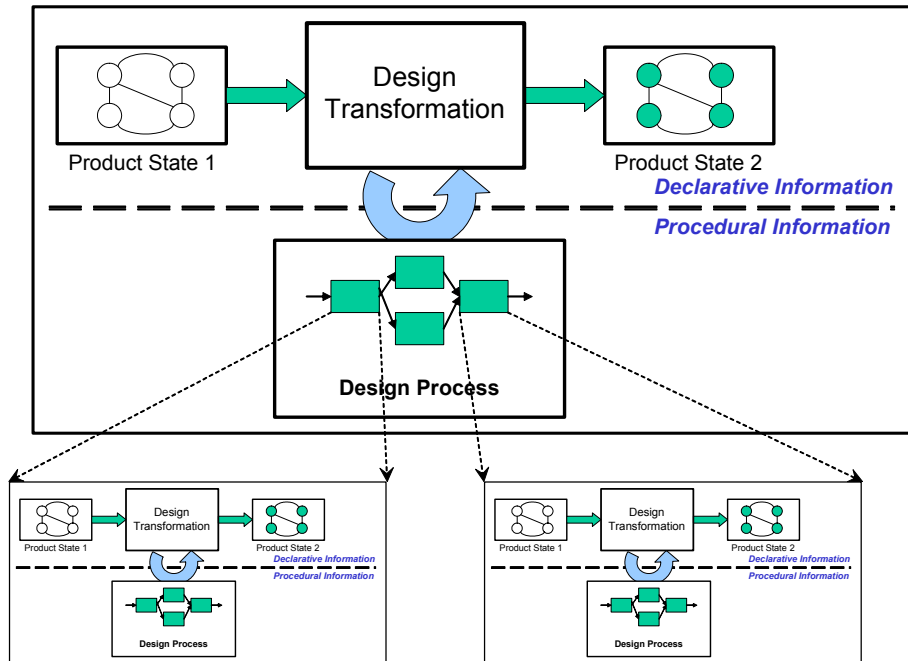 Design
Transformation
Product State 1
Product State 2
Declarative Information
Procedural Information
Design Process
Design
Transformation
Product State 1
Product State 2
Declarative Information
Procedural Information
Design Process
Design
Transformation
Product State 1
Product State 2
Declarative Information
Procedural Information
Design Process